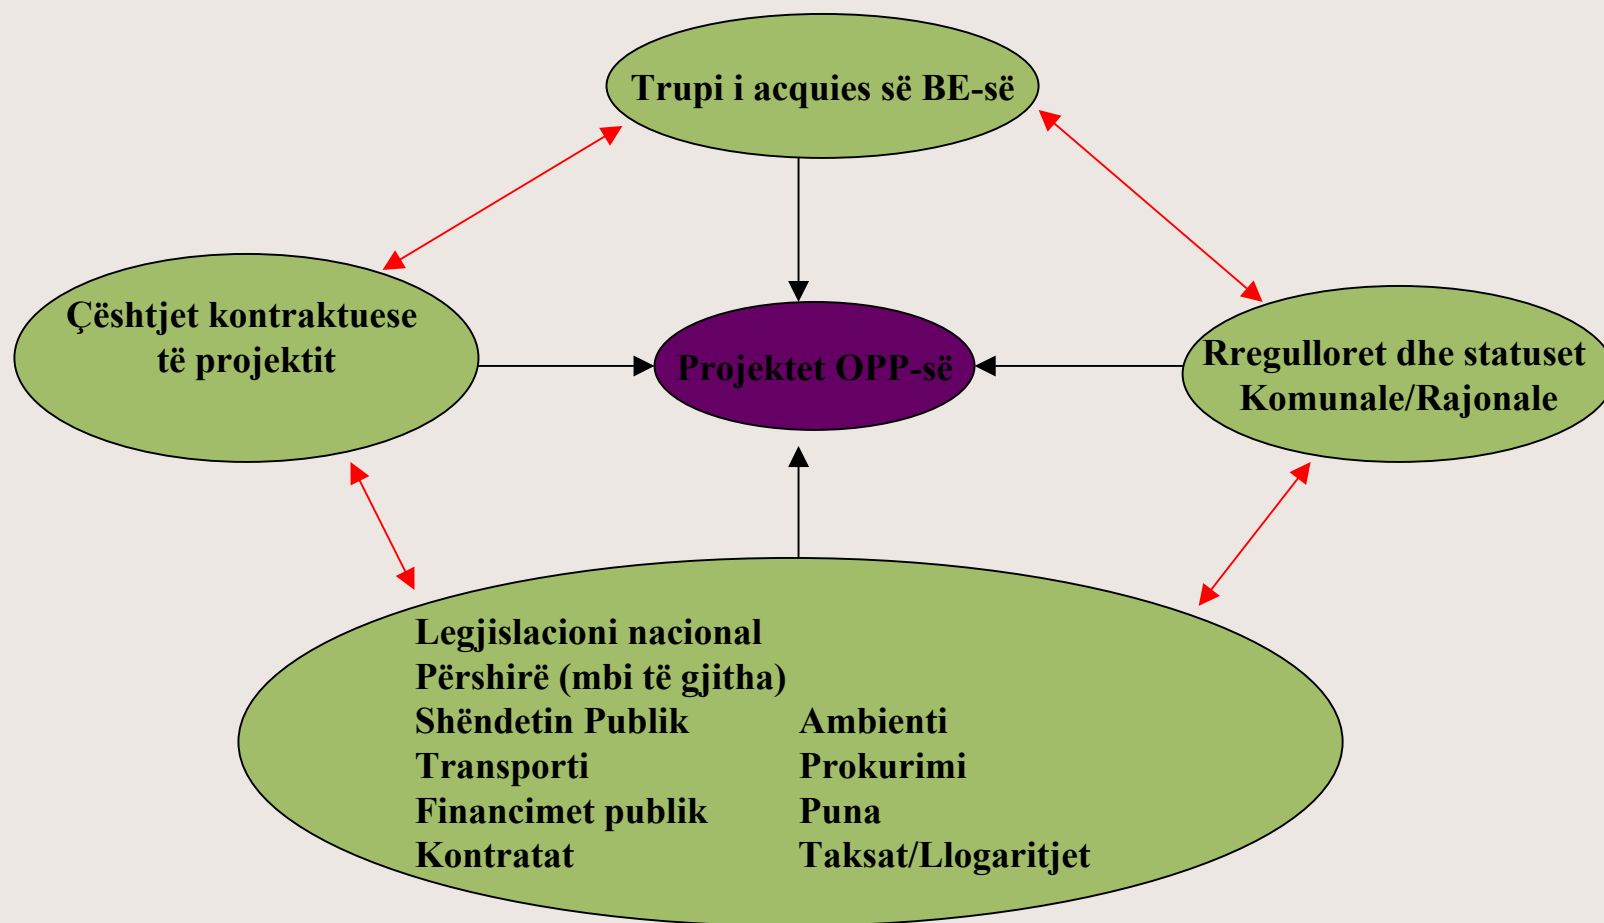 Trupi i acquies së BE-së
Çështjet kontraktuese
të projektit
Projektet OPP-së
Rregulloret dhe statuset
Komunale/Rajonale
Legjislacioni nacional
Përshirë (mbi të gjitha)
Shëndetin Publik Ambienti
Transporti Prokurimi
Financimet publik Puna
Kontratat Taksat/Llogaritjet